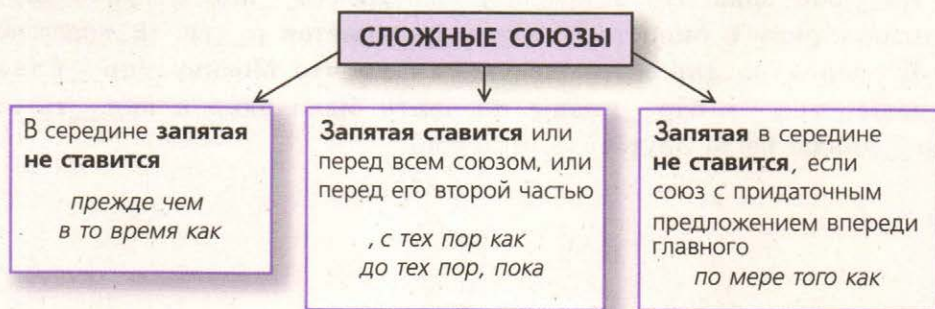 СЛОЖНЫЕ СОЮЗЫ
В середине запятая
не ставится
прежде чем
в то время как
Запятая ставится или
перед всем союзом, или
перед его второй частью
, с тех пор как
до тех пор, пока
Запятая в середине
не ставится, если
союз с придаточным
предложением впереди
главного
по мере того как